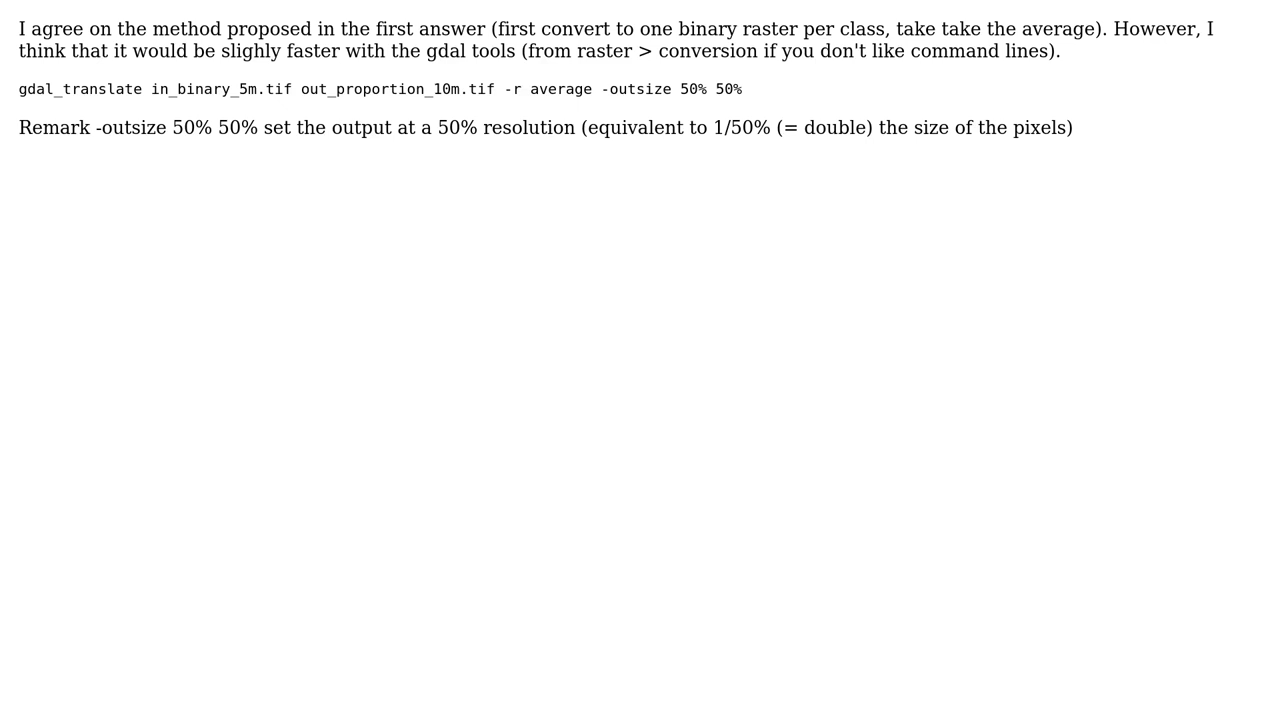 I agree on the method proposed in the first answer (first convert to one binary raster per class, take take the average). However, I
think that it would be slighly faster with the gdal tools (from raster > conversion if you don't like command lines).
gdal_translate in_binary_5m.tif out_proportion_10m.tif -r average -outsize 50% 50%
Remark -outsize 50% 50% set the output at a 50% resolution (equivalent to 1/50% (= double) the size of the pixels)